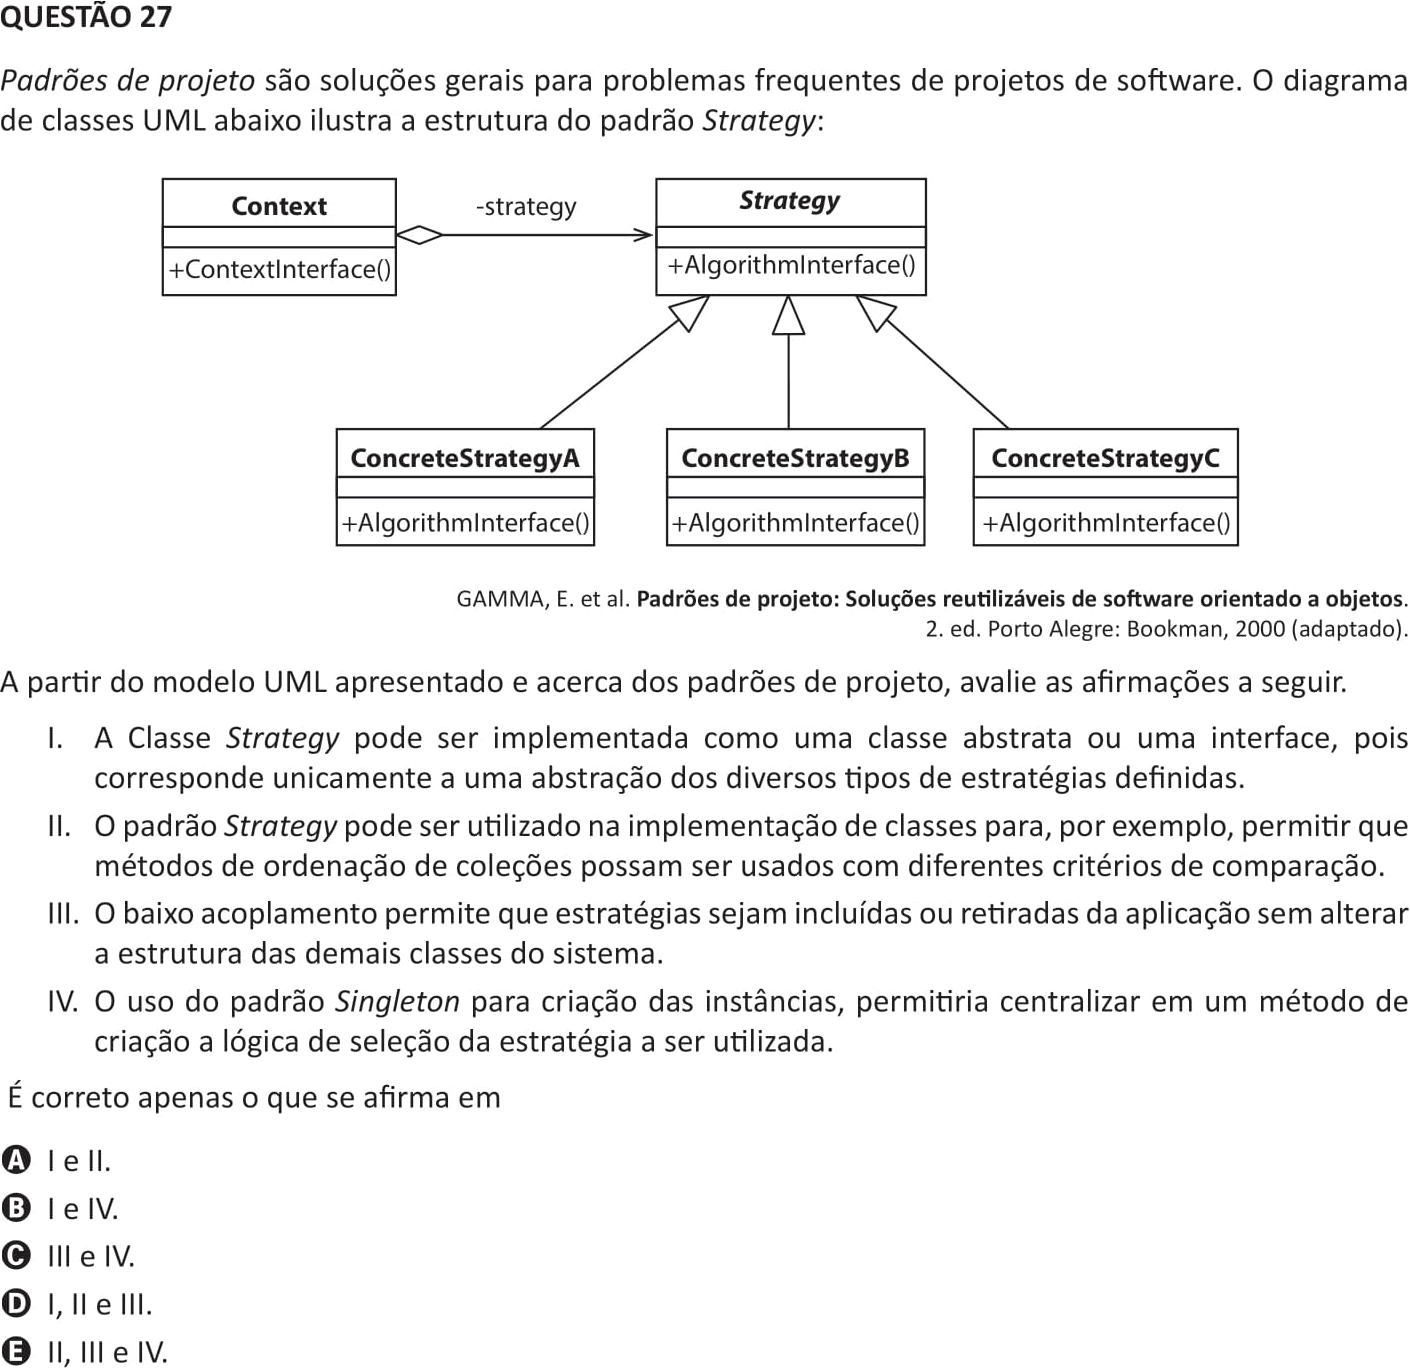 QUESTÃO 27
Padrões de projeto são soluções gerais para problemas frequentes de projetos de software. O diagrama
de classes UML abaixo ilustra a estrutura do padrão Strategy:
Context
+ContextInterface()
-strategy
Strategy
+AlgorithmInterface()
ConcreteStrategyA
+AlgorithmInterface()
ConcreteStrategyB
+AlgorithmInterface()
ConcreteStrategyC
+AlgorithmInterface()
GAMMA, E. et al. Padrões de projeto: Soluções reutilizáveis de software orientado a objetos.
2. ed. Porto Alegre: Bookman, 2000 (adaptado).
A partir do modelo UML apresentado e acerca dos padrões de projeto, avalie as afirmações a seguir.
I. A Classe Strategy pode ser implementada como uma classe abstrata ou uma interface, pois
corresponde unicamente a uma abstração dos diversos tipos de estratégias definidas.
II. O padrão Strategy pode ser utilizado na implementação de classes para, por exemplo, permitir que
métodos de ordenação de coleções possam ser usados com diferentes critérios de comparação.
III. O baixo acoplamento permite que estratégias sejam incluídas ou retiradas da aplicação sem alterar
a estrutura das demais classes do sistema.
IV. O uso do padrão Singleton para criação das instâncias, permitiria centralizar em um método de
criação a lógica de seleção da estratégia a ser utilizada.
É correto apenas o que se afirma em
A I e II.
B I e IV.
C III e IV.
D I, II e III.
E II, III e IV.